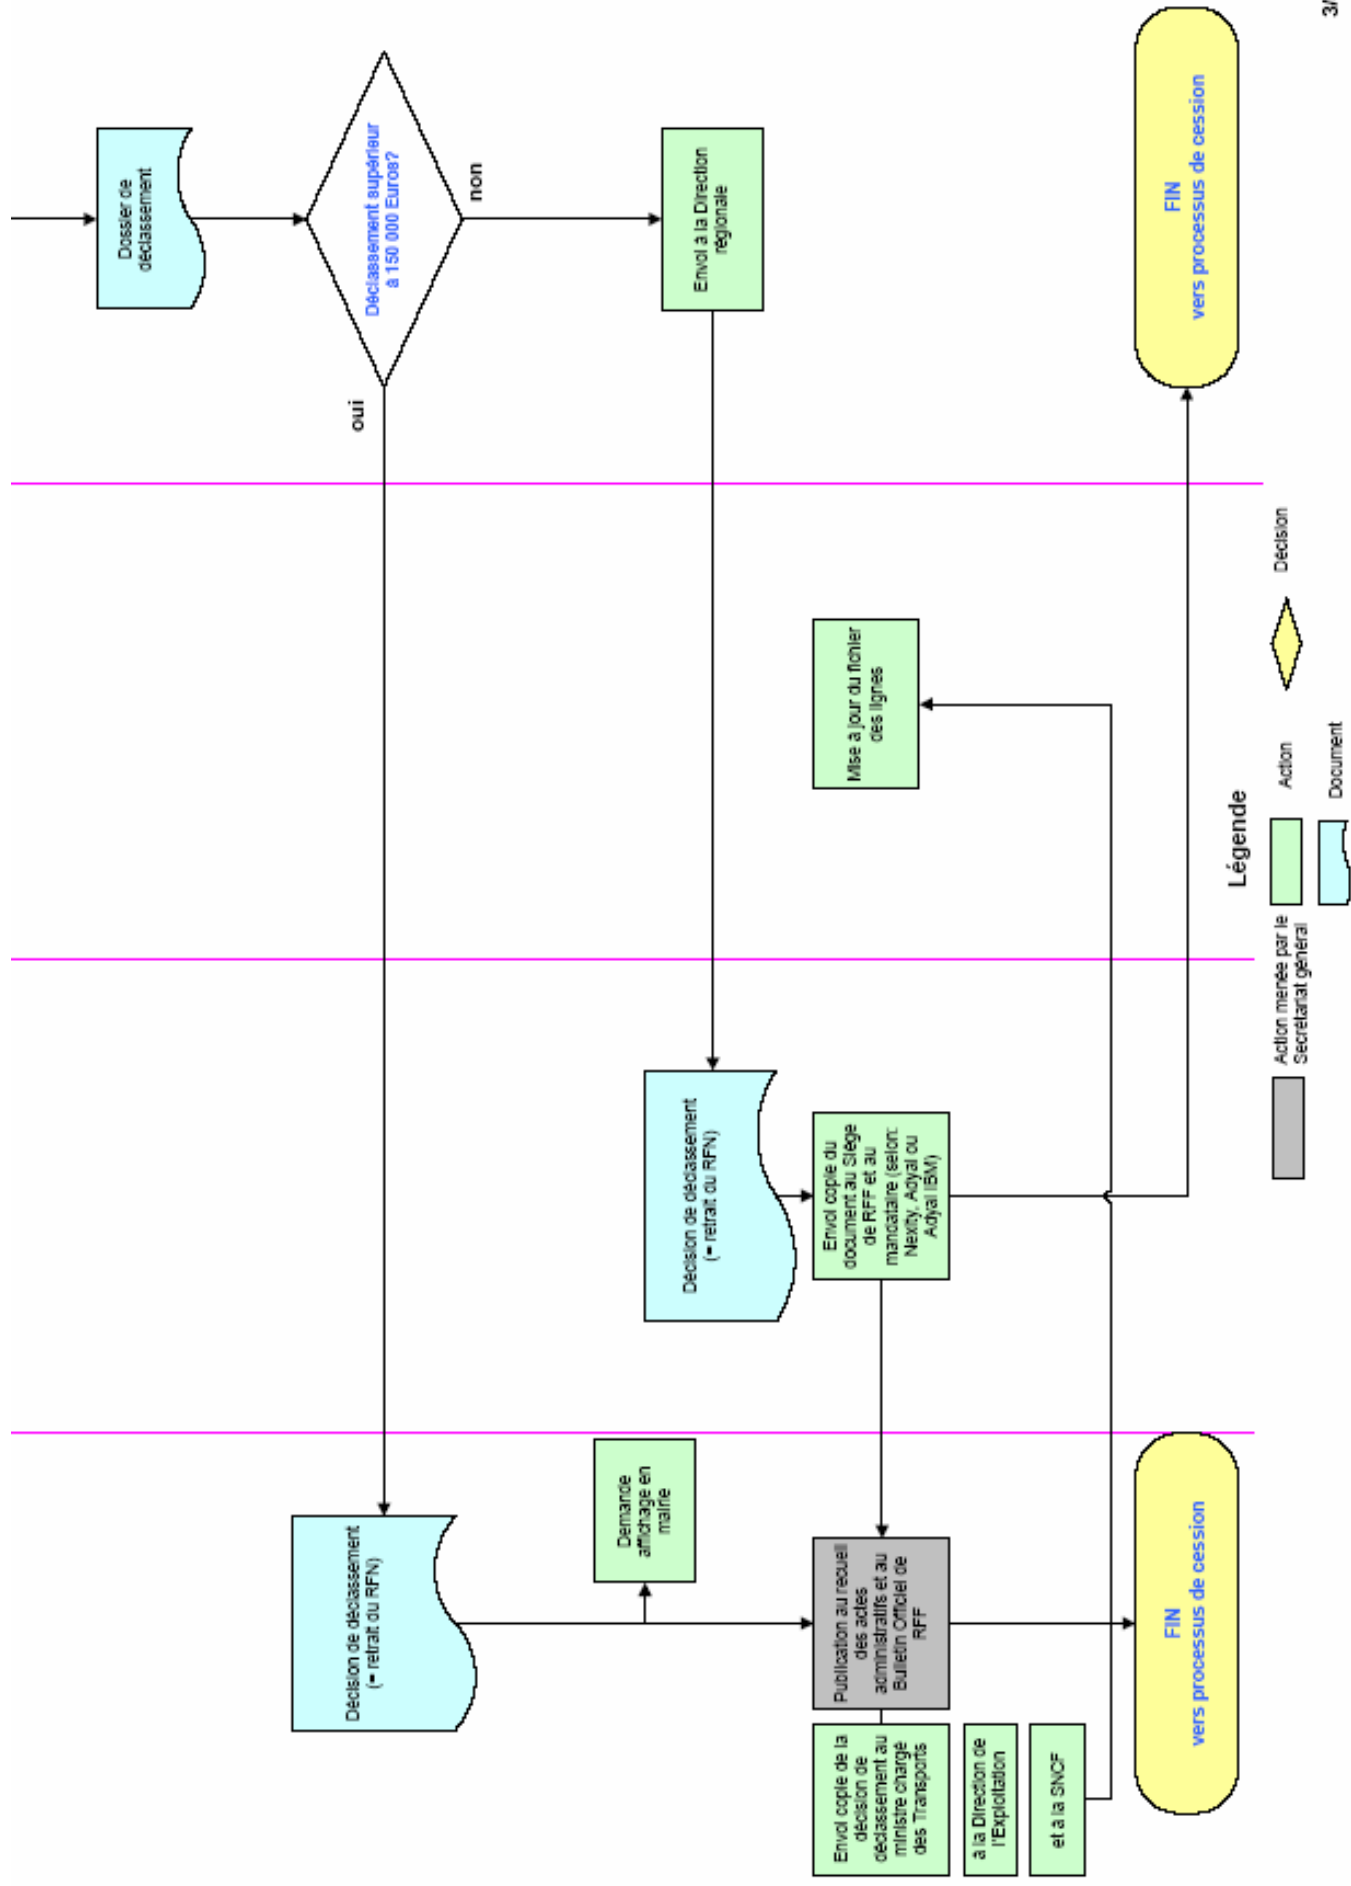 Dossier de
déclassement
Déclassement supérieur
à 150 000 Euros?
oui
non
Envoi à la Direction
régionale
Décision de déclassement
(= retrait du RFN)
Demande
affichage en
mairie
Décision de déclassement
(= retrait du RFN)
Envoi copie de la
décision de
déclassement au
ministre chargé
des Transports
à la Direction de
l'Exploitation
et à la SNCF
Publication au recueil
des actes
administratifs et au
Bulletin Officiel de
RFF
Envoi copie du
document au Siège
de RFF et au
mandataire (selon:
Nexity, Adyal ou
Adyal IBM)
Mise à jour du fichier
des lignes
FIN
vers processus de cession
FIN
vers processus de cession
Légende
Action menée par le
Secrétariat général
Action
Décision
Document
3/